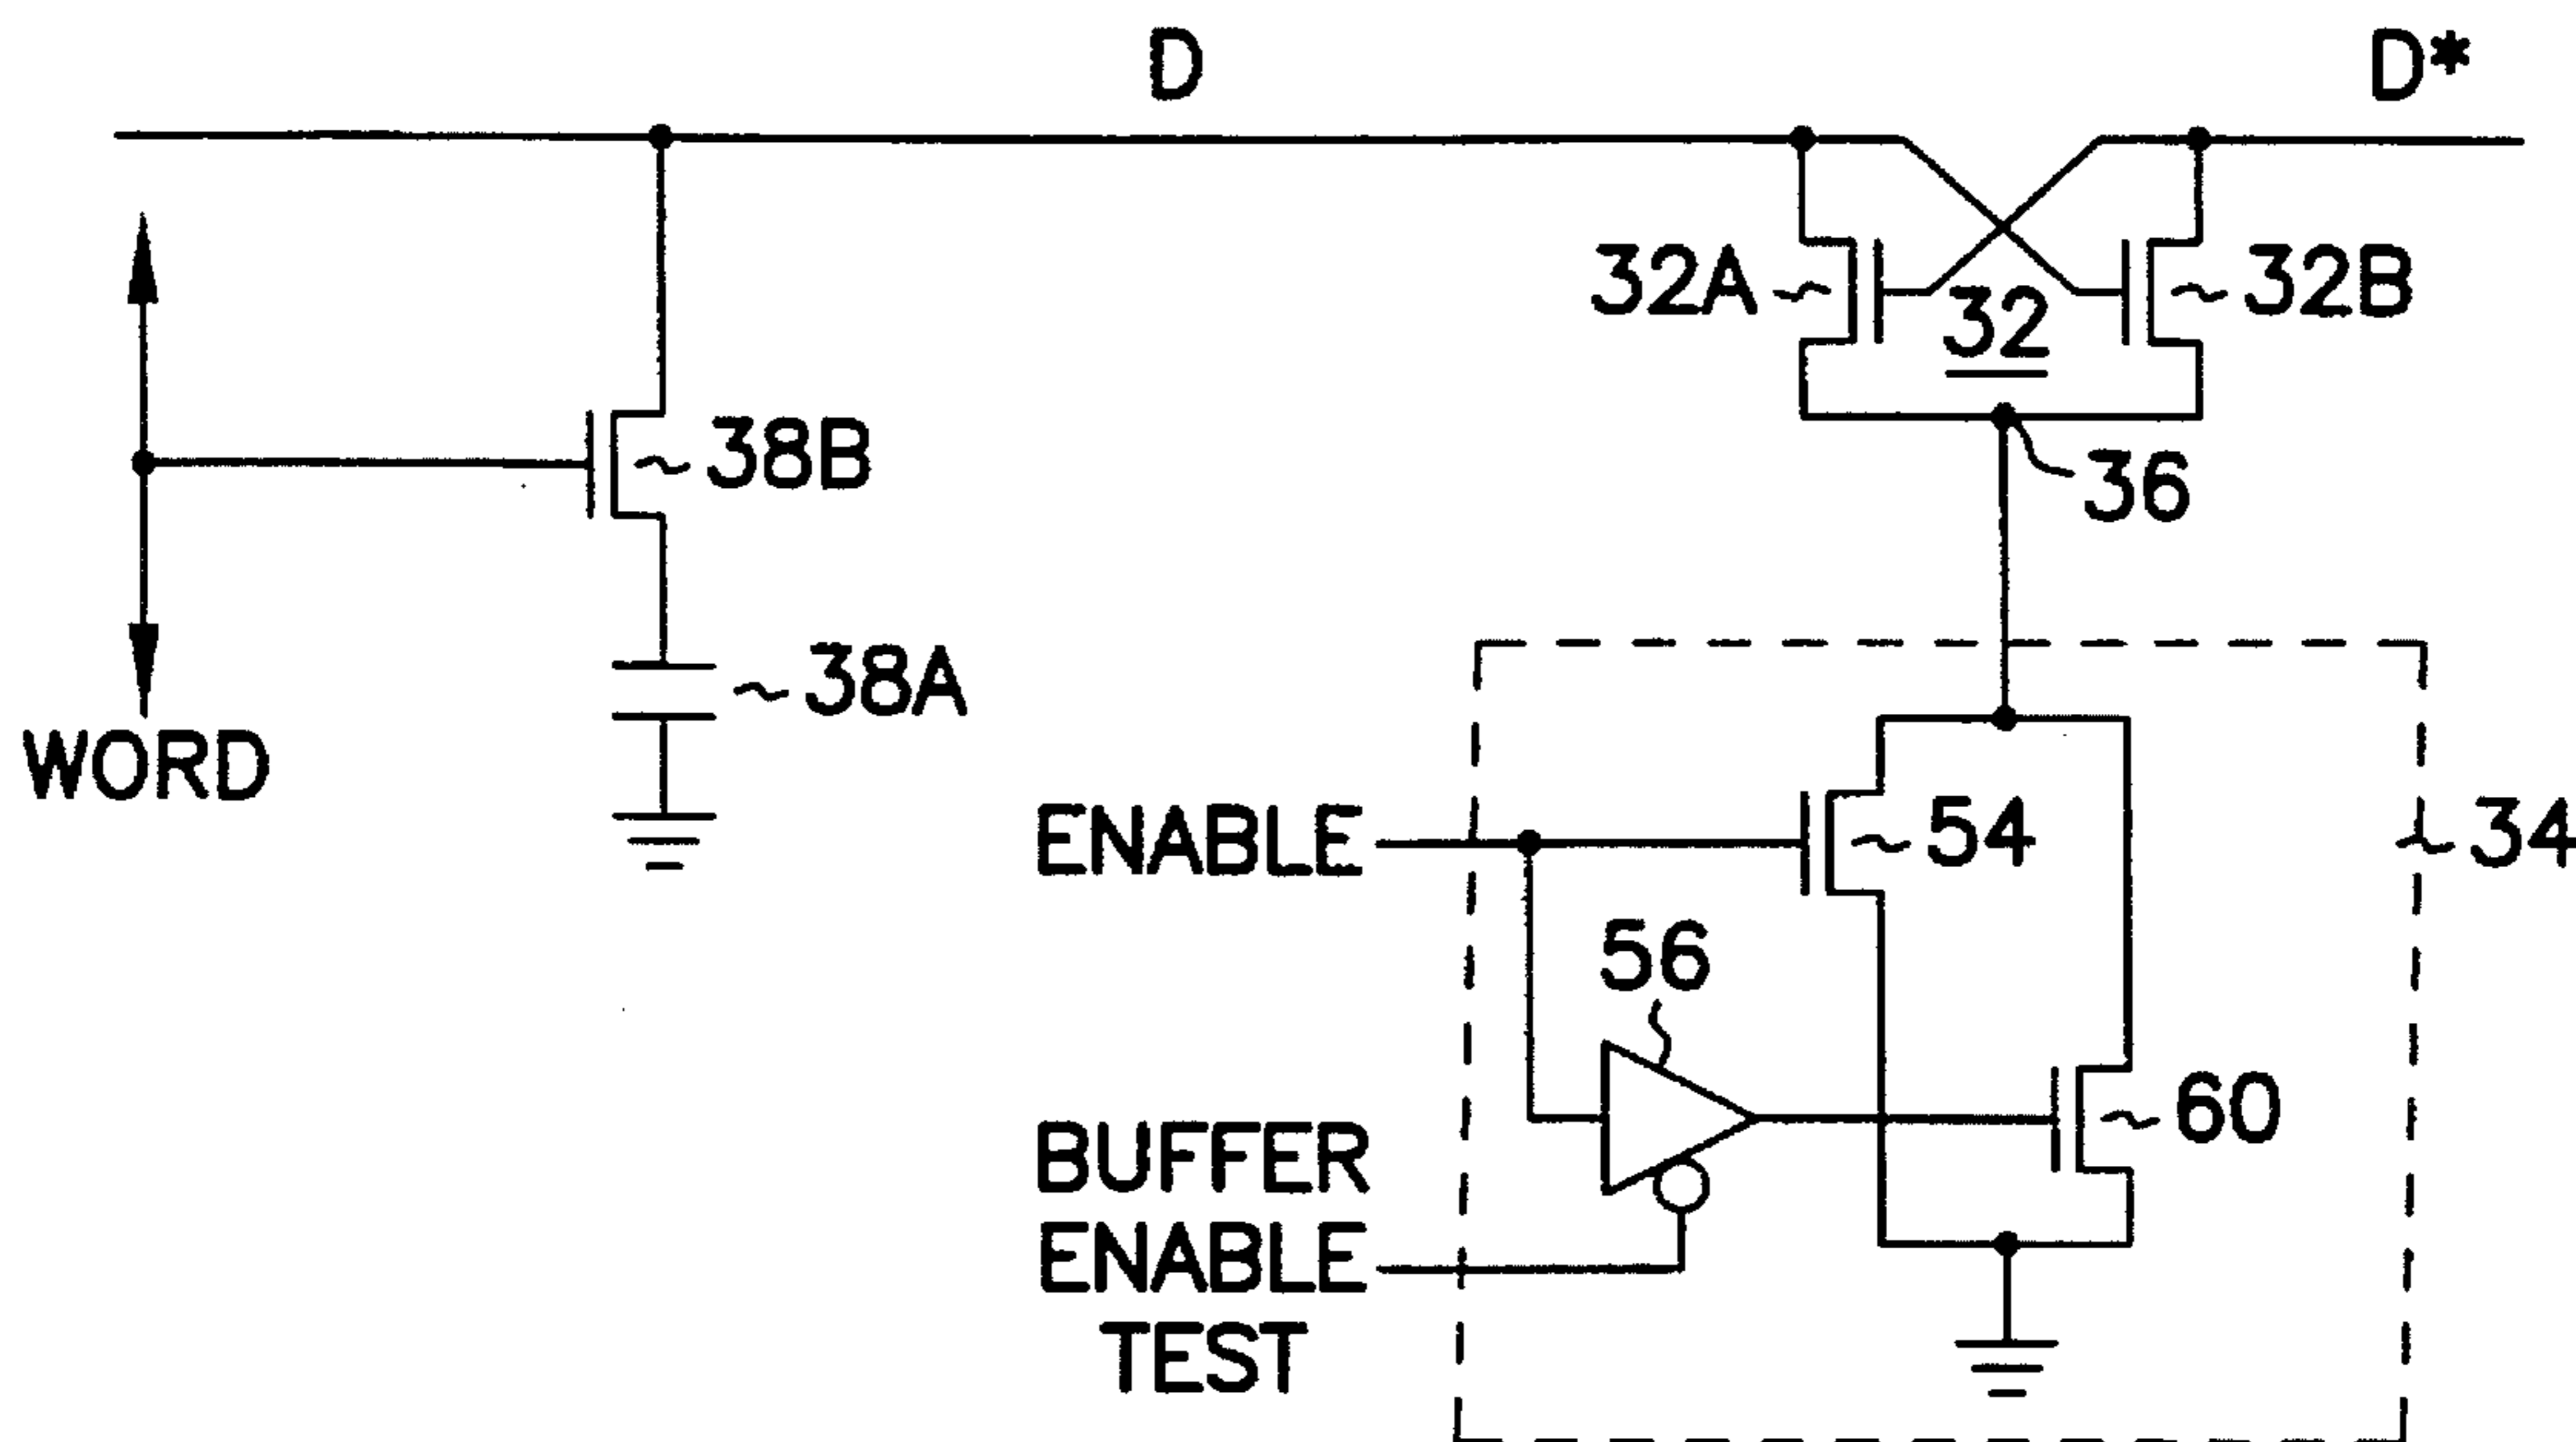 D
D*
32A
32
32B
38B
36
38A
WORD
ENABLE
54
34
56
BUFFER
ENABLE
TEST
60